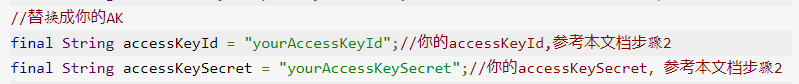 //替换成你的AK
final String accessKeyId = "yourAccessKeyId";//你的accessKeyId,参考本文档步骤2
final String accessKeySecret = "yourAccessKeySecret";//你的accessKeySecret, 参考本文档步骤2